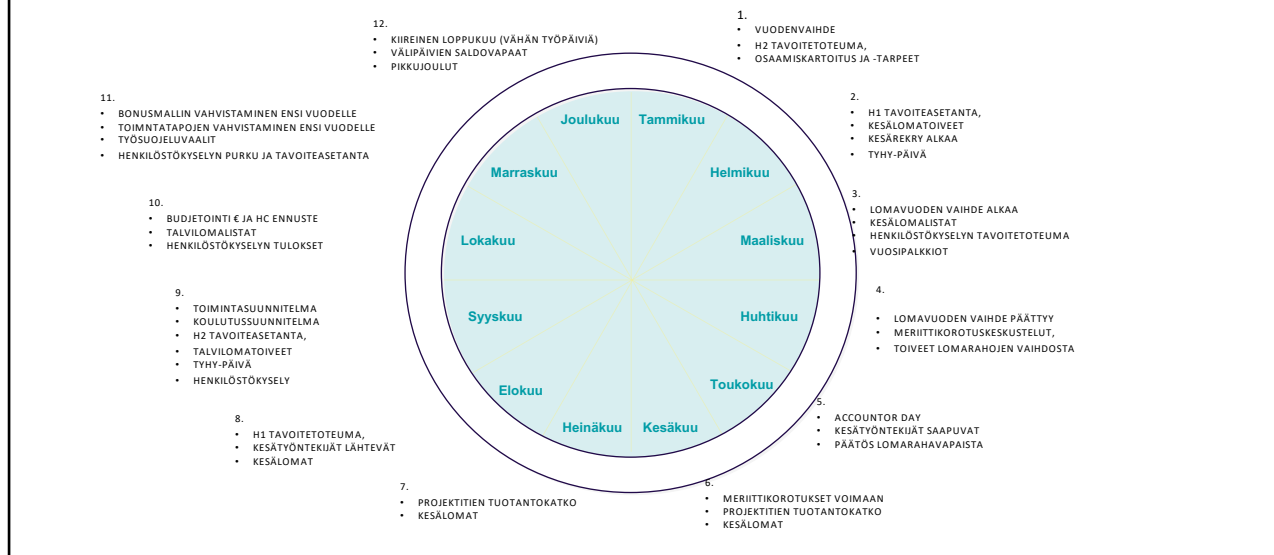 1.
• VUODENVAIHDE
• H2 TAVOITETOTEUMA,
• OSAAMISKARTOITUS JA -TARPEET
2.
• H1 TAVOITEASETANTA,
• KESÄLOMATOIVEET
• KESÄREKRY ALKAA
• TYHY-PÄIVÄ
3.
• LOMAVUODEN VAIHDE ALKAA
• KESÄLOMALISTAT
• HENKILÖSTÖKYSELYN TAVOITETOTEUMA
• VUOSIPALKKIOT
4.
• LOMAVUODEN VAIHDE PÄÄTTYY
• MERIITTIKOROTUSKESKUSTELUT,
• TOIVEET LOMARAHOJEN VAIHDOSTA
5.
• ACCOUNTOR DAY
• KESÄTYÖNTEKIJÄT SAAPUVAT
• PÄÄTÖS LOMARAHAVAPAISTA
6.
• MERIITTIKOROTUKSET VOIMAAN
• PROJEKTITIEN TUOTANTOKATKO
• KESÄLOMAT
7.
• PROJEKTITIEN TUOTANTOKATKO
• KESÄLOMAT
8.
• H1 TAVOITETOTEUMA,
• KESÄTYÖNTEKIJÄT LÄHTEVÄT
• KESÄLOMAT
9.
• TOIMINTASUUNNITELMA
• KOULUTUSSUUNNITELMA
• H2 TAVOITEASETANTA,
• TALVILOMATOIVEET
• TYHY-PÄIVÄ
• HENKILÖSTÖKYSELY
10.
• BUDJETOINTI € JA HC ENNUSTE
• TALVILOMALISTAT
• HENKILÖSTÖKYSELYN TULOKSET
11.
• BONUSMALLIN VAHVISTAMINEN ENSI VUODELLE
• TOIMNTATAPOJEN VAHVISTAMINEN ENSI VUODELLE
• TYÖSUOJELUVAALIT
• HENKILÖSTÖKYSELYN PURKU JA TAVOITEASETANTA
12.
• KIIREINEN LOPPUKUU (VÄHÄN TYÖPÄIVIÄ)
• VÄLIPÄIVIEN SALDOVAPAAT
• PIKKUJOULUT
Tammikuu
Helmikuu
Maaliskuu
Huhtikuu
Toukokuu
Kesäkuu
Heinäkuu
Elokuu
Syyskuu
Lokakuu
Marraskuu
Joulukuu